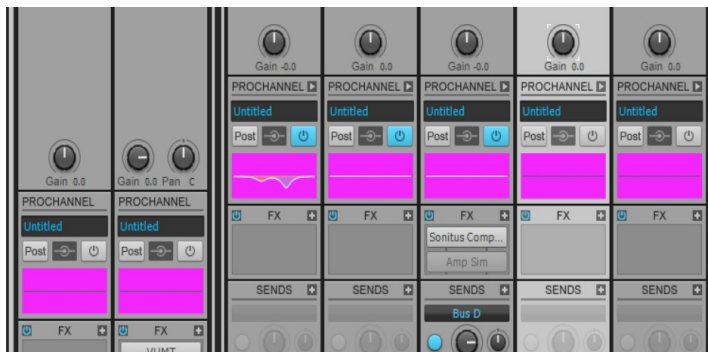 Gain -0.0
Gain 0.0
Gain -0.0
Gain 0.0
Gain 0.0
PROCHANNEL
PROCHANNEL
PROCHANNEL
PROCHANNEL
PROCHANNEL
Untitled
Untitled
Untitled
Untitled
Untitled
Post
Post
Post
Post
Post
Gain 0.0
Gain 0.0 Pan C
PROCHANNEL
PROCHANNEL
Untitled
Untitled
Post
Post
FX
FX
FX
FX
FX
Sonitus Comp...
Amp Sim
SENDS
SENDS
SENDS
SENDS
SENDS
Bus D
FX
FX
VUMT